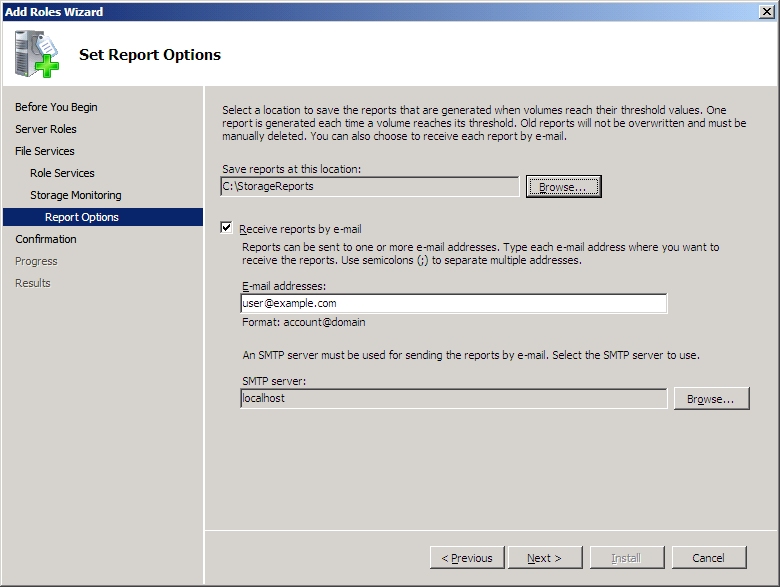 Add Roles Wizard
Set Report Options
Before You Begin
Server Roles
File Services
Role Services
Storage Monitoring
Report Options
Confirmation
Progress
Results
Select a location to save the reports that are generated when volumes reach their threshold values. One
report is generated each time a volume reaches its threshold. Old reports will not be overwritten and must be
manually deleted. You can also choose to receive each report by e-mail.
Save reports at this location:
C:\StorageReports
Browse...
Receive reports by e-mail
Reports can be sent to one or more e-mail addresses. Type each e-mail address where you want to
receive the reports. Use semicolons (;) to separate multiple addresses.
E-mail addresses:
user@example.com
Format: account@domain
An SMTP server must be used for sending the reports by e-mail. Select the SMTP server to use.
SMTP server:
localhost
Browse...
< Previous
Next >
Install
Cancel